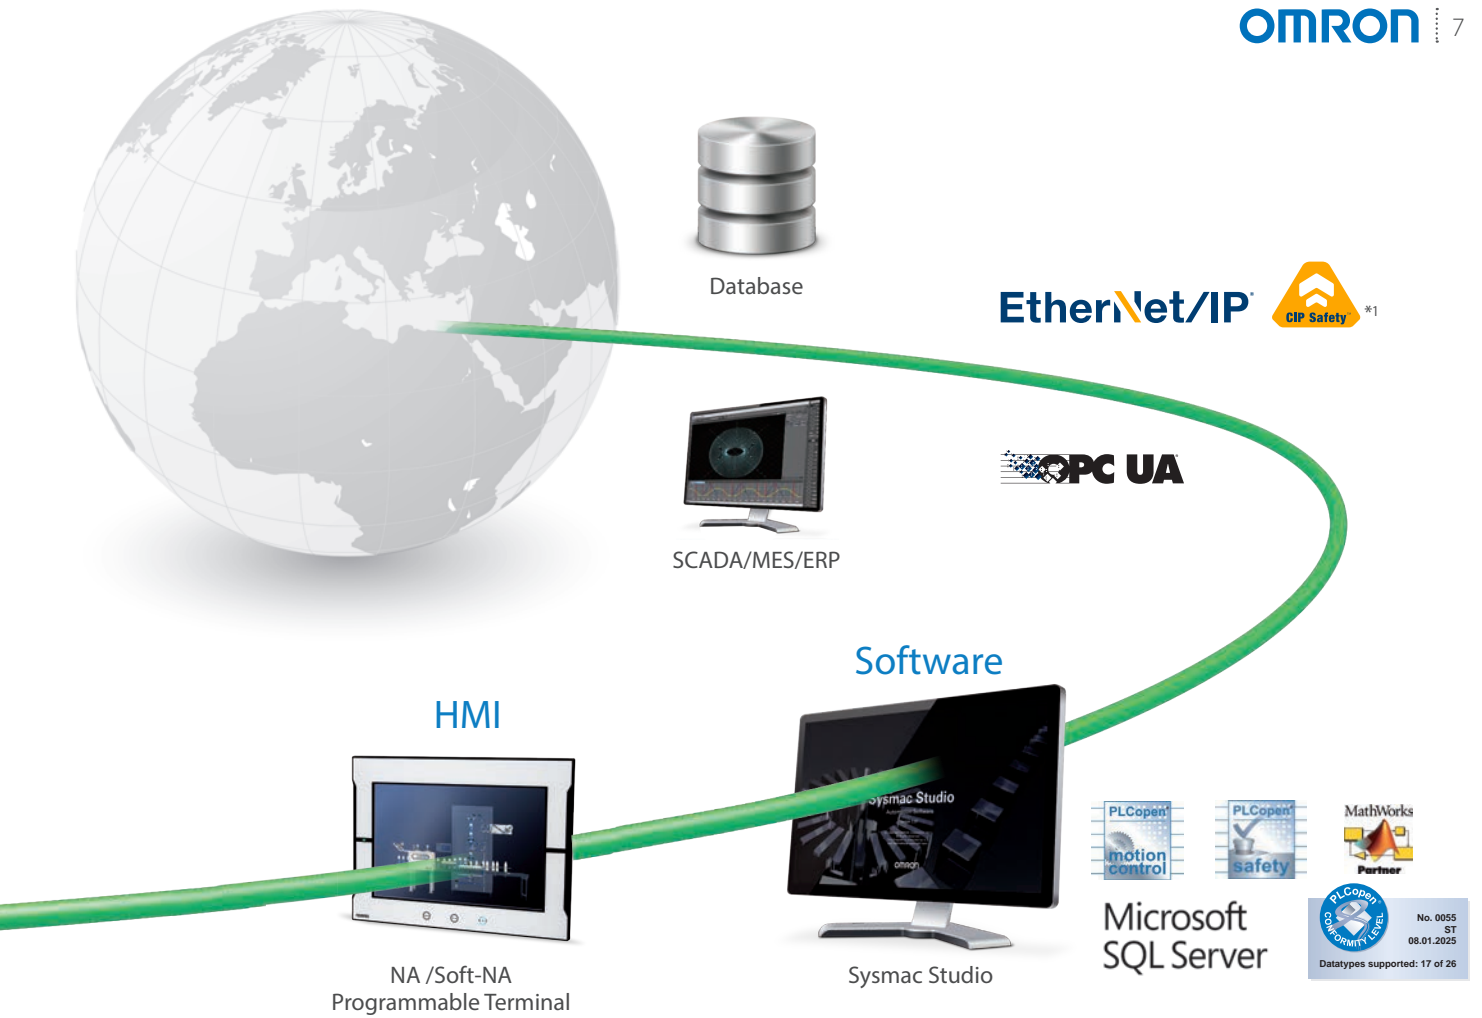 OMRON 7
Database
EtherNet/IP
CIP Safety™ *1
OPC UA
SCADA/MES/ERP
Software
HMI
Sysmac Studio
OMRON
NA /Soft-NA
Programmable Terminal
Sysmac Studio
PLCopen
motion
control
PLCopen
safety
MathWorks
Partner
Microsoft
SQL Server
PLCopen
CONFORMITY LEVEL
No. 0055
ST
08.01.2025
Datatypes supported: 17 of 26